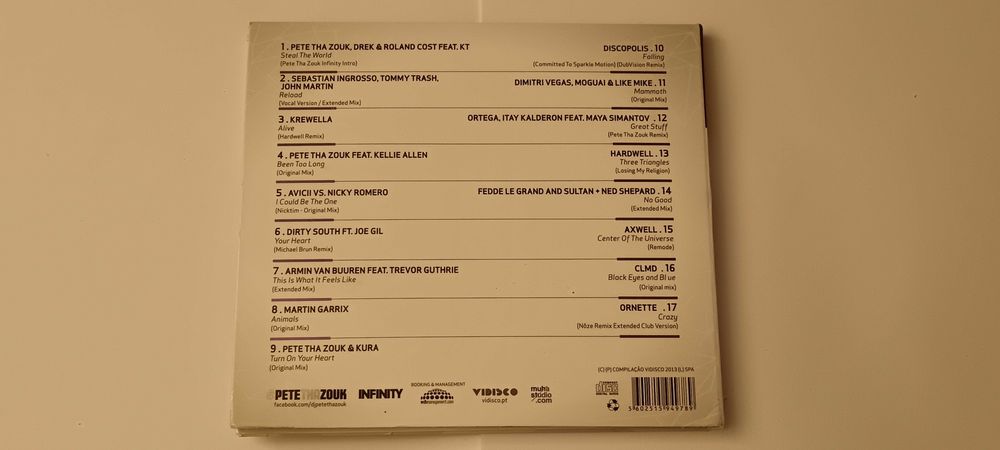 1 . PETE THA ZOUK, DREK & ROLAND COST FEAT. KT
Steal The World
(Pete Tha Zouk Infinity Intro)
2 . SEBASTIAN INGROSSO, TOMMY TRASH,
JOHN MARTIN
Reload
(Vocal Version / Extended Mix)
3 . KREWELLA
Alive
(Hardwell Remix)
4 . PETE THA ZOUK FEAT. KELLIE ALLEN
Been Too Long
(Original Mix)
5 . AVICII VS. NICKY ROMERO
I Could Be The One
(Nicktim - Original Mix)
6 . DIRTY SOUTH FT. JOE GIL
Your Heart
(Michael Brun Remix)
7 . ARMIN VAN BUUREN FEAT. TREVOR GUTHRIE
This Is What It Feels Like
(Extended Mix)
8 . MARTIN GARRIX
Animals
(Original Mix)
9 . PETE THA ZOUK & KURA
Turn On Your Heart
(Original Mix)
DISCOPOLIS . 10
Falling
(Committed To Sparkle Motion) (DubVision Remix)
DIMITRI VEGAS, MOGUAI & LIKE MIKE . 11
Mammoth
(Original Mix)
ORTEGA, ITAY KALDERON FEAT. MAYA SIMANTOV . 12
Great Stuff
(Pete Tha Zouk Remix)
HARDWELL . 13
Three Triangles
(Losing My Religion)
FEDDE LE GRAND AND SULTAN + NED SHEPARD . 14
No Good
(Extended Mix)
AXWELL . 15
Center Of The Universe
(Remode)
CLMD . 16
Black Eyes and Blue
(Original mix)
ORNETTE . 17
Crazy
(Nôze Remix Extended Club Version)
(C) (P) COMPILAÇÃO VIDISCO 2013 (L) SPA
PETE THA ZOUK
facebook.com/djpetethazouk
INFINITY
BOOKING & MANAGEMENT
wdbmanagement.com
VIDISCO
vidisco.pt
multi
studio
.com
COMPACT
disc
DIGITAL AUDIO
5 602515 949789